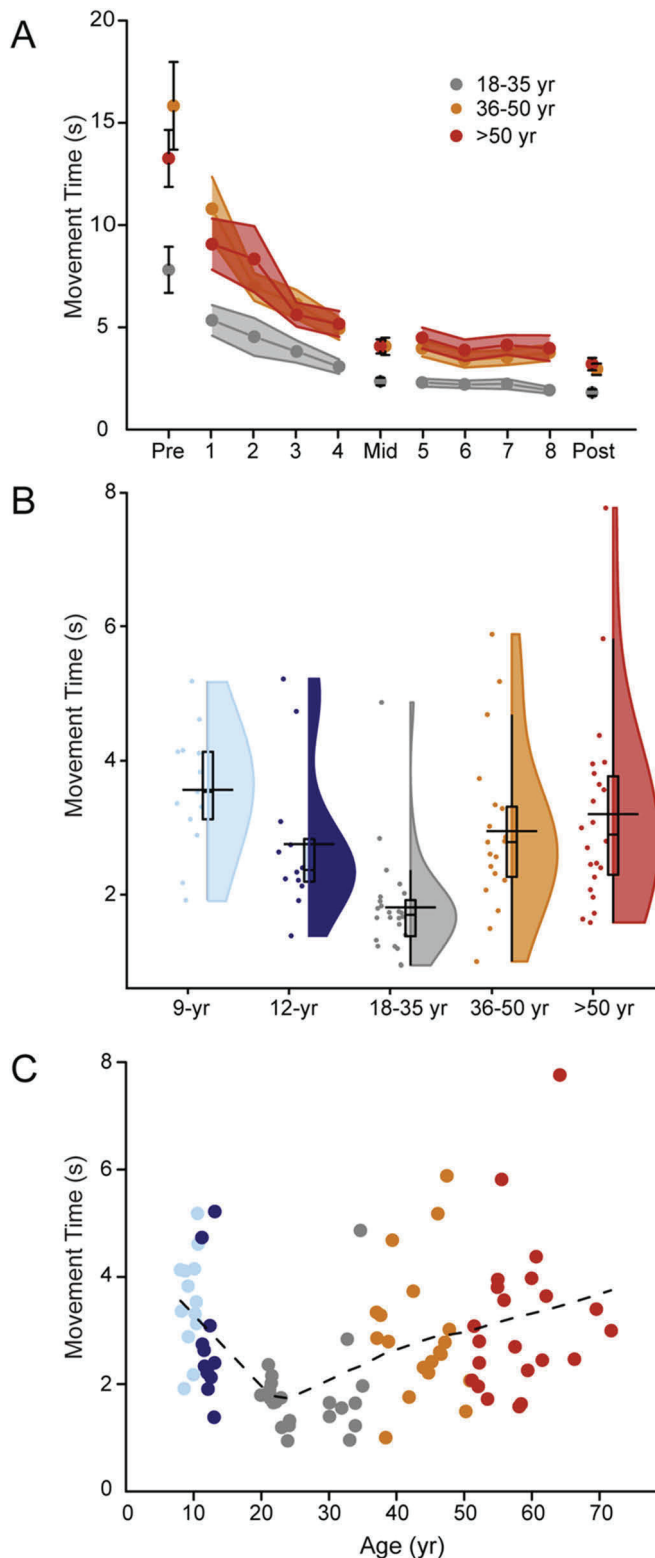 A
20
15
10
5
0
Movement Time (s)
18-35 yr
36-50 yr
>50 yr
Pre 1 2 3 4 Mid 5 6 7 8 Post
B
8
6
4
2
Movement Time (s)
9-yr 12-yr 18-35 yr 36-50 yr >50 yr
C
8
6
4
2
0
Movement Time (s)
0 10 20 30 40 50 60 70
Age (yr)